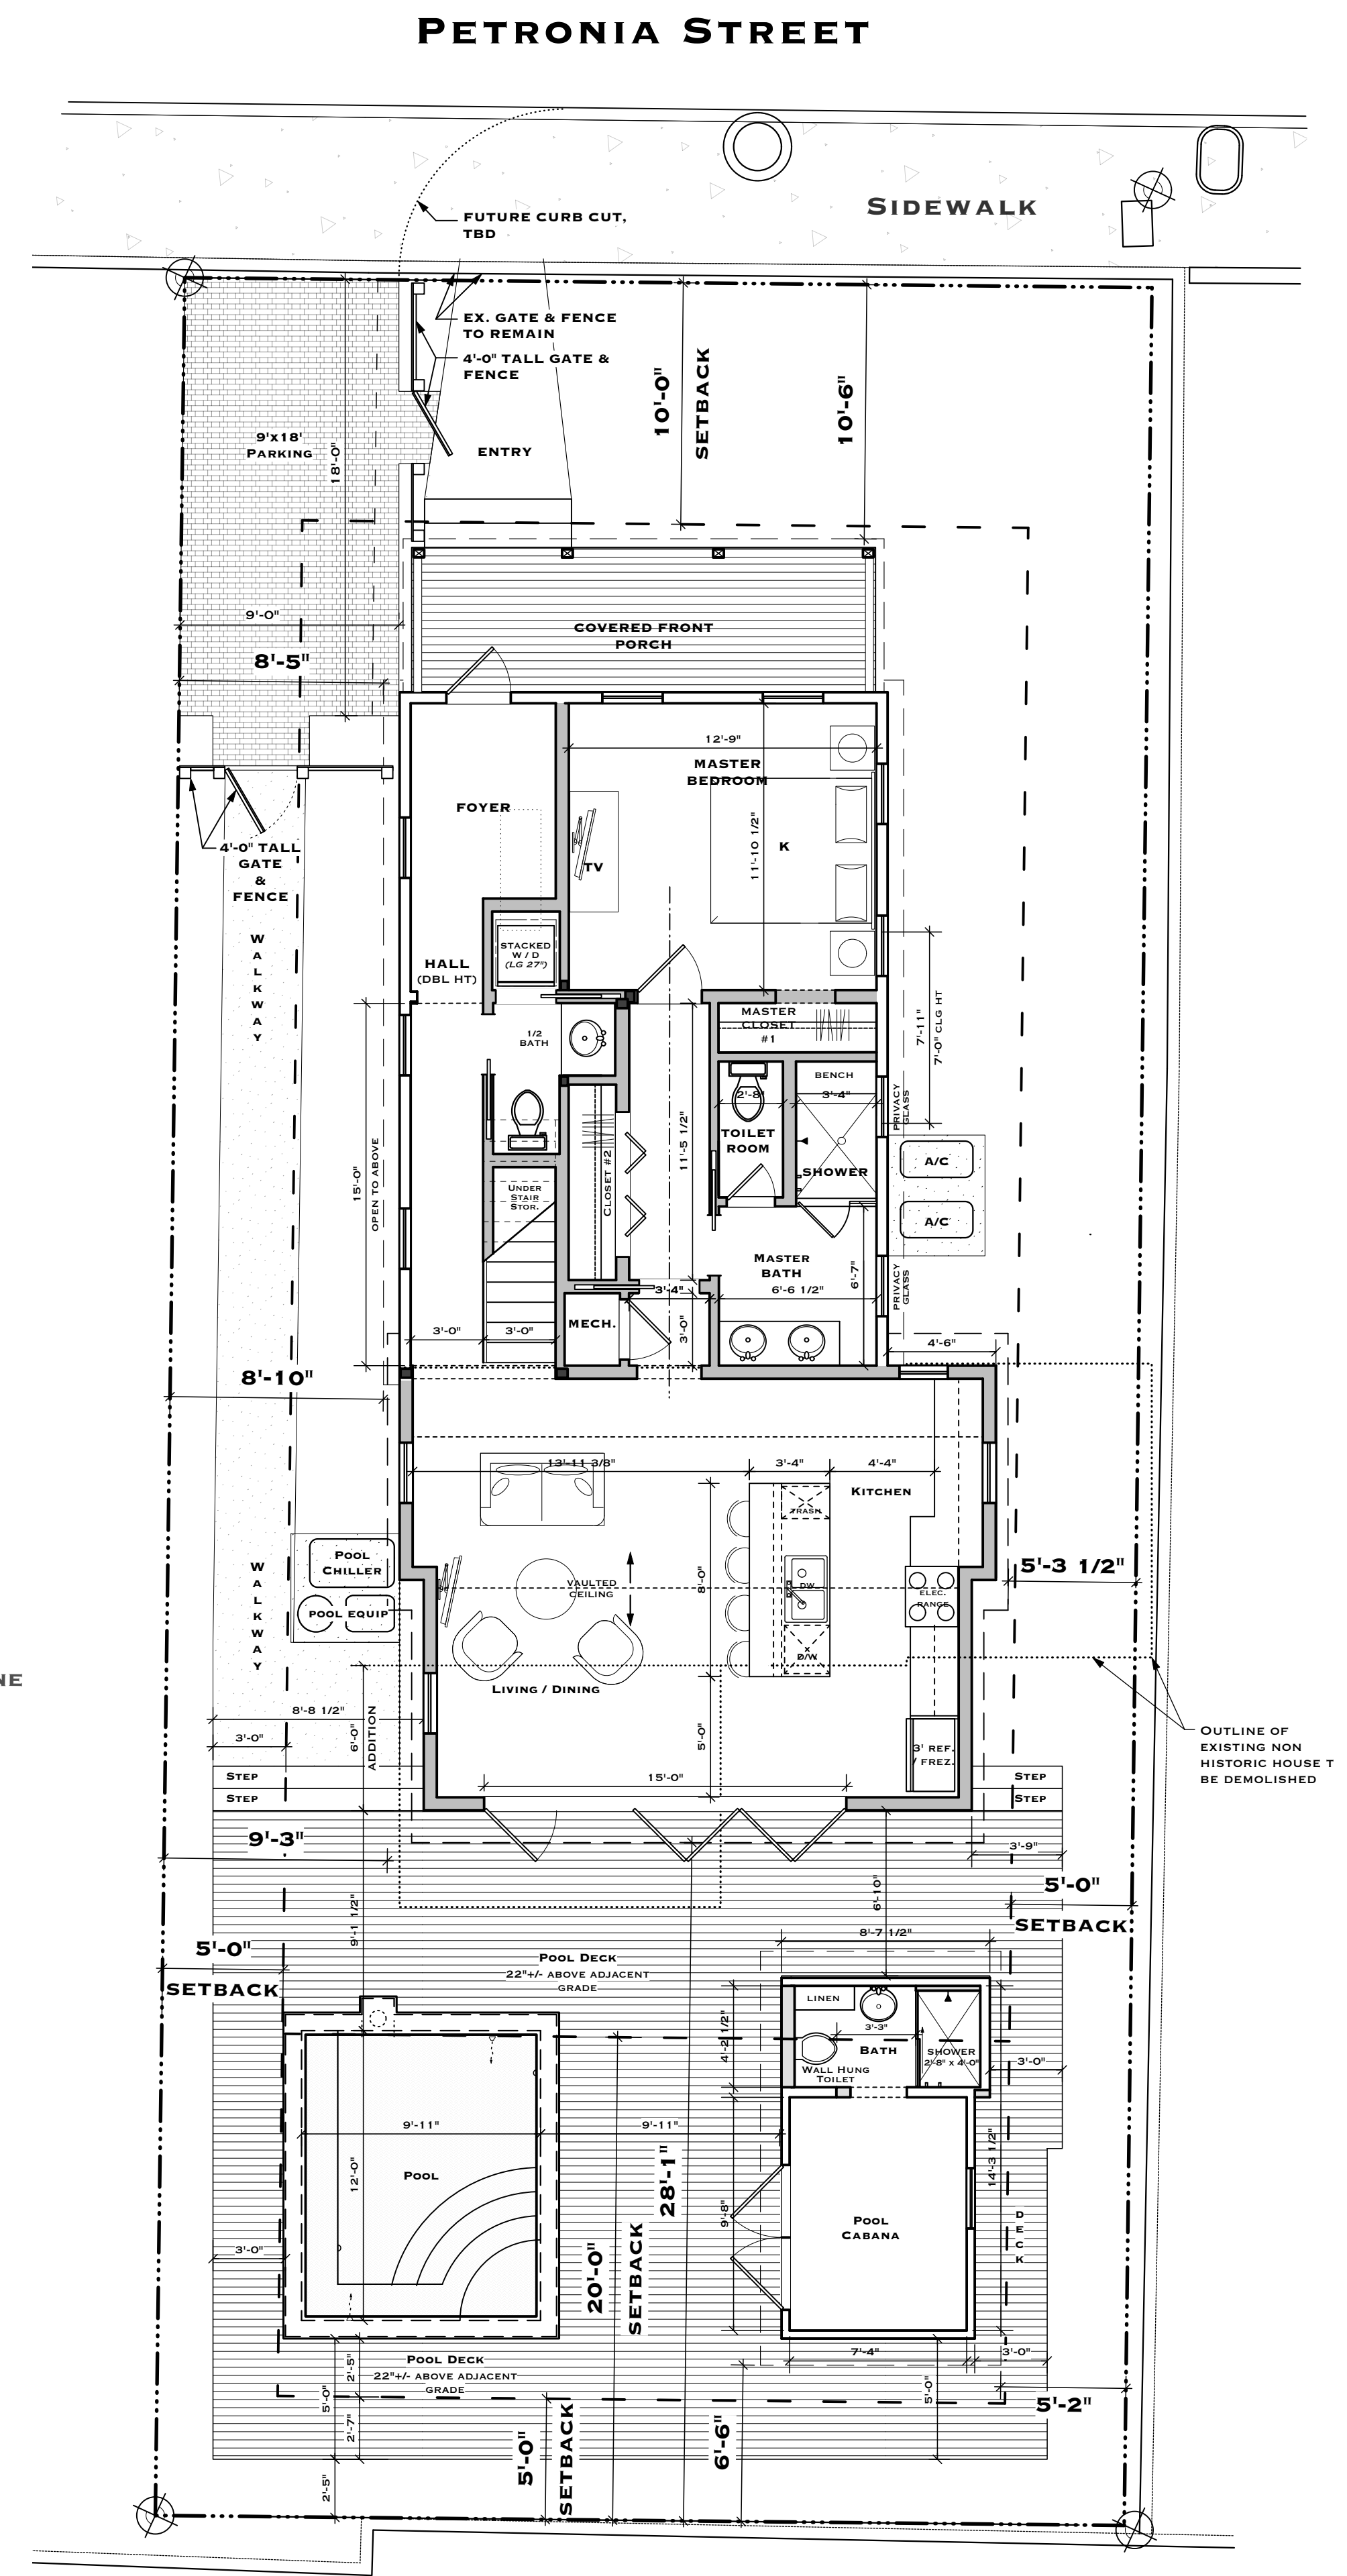 PETRONIA STREET
SIDEWALK
FUTURE CURB CUT,
TBD
EX. GATE & FENCE
TO REMAIN
4'-0" TALL GATE &
FENCE
10'-0"
SETBACK
10'-6"
9'x18'
PARKING
18'-0"
ENTRY
9'-0"
8'-5"
COVERED FRONT
PORCH
12'-9"
MASTER
BEDROOM
FOYER
11'-10 1/2"
K
TV
4'-0" TALL
GATE
&
FENCE
WALKWAY
HALL
(DBL HT)
STACKED
W / D
(LG 27")
1/2
BATH
MASTER
CLOSET
#1
7'-11"
7'-0" CLG HT
BENCH
2'-8"
3'-4"
PRIVACY
GLASS
TOILET
ROOM
SHOWER
A/C
A/C
15'-0"
OPEN TO ABOVE
11'-5 1/2"
CLOSET #2
UNDER
STAIR
STOR.
MASTER
BATH
6'-7"
PRIVACY
GLASS
3'-4"
6'-6 1/2"
MECH.
3'-0"
3'-0"
3'-0"
4'-6"
8'-10"
13'-11 3/8"
3'-4"
4'-4"
KITCHEN
TRASH
POOL
CHILLER
POOL EQUIP
WALKWAY
VAULTED
CEILING
8'-0"
DW
ELEC.
RANGE
5'-3 1/2"
D/W
LIVING / DINING
8'-8 1/2"
3'-0"
6'-0"
ADDITION
5'-0"
3' REF.
/ FREZ.
OUTLINE OF
EXISTING NON
HISTORIC HOUSE T
BE DEMOLISHED
NE
STEP
STEP
15'-0"
STEP
STEP
9'-3"
3'-9"
9'-1 1/2"
6'-10"
5'-0"
SETBACK
8'-7 1/2"
5'-0"
SETBACK
POOL DECK
22"+/- ABOVE ADJACENT
GRADE
LINEN
4'-2 1/2"
3'-3"
BATH
SHOWER
2'-8" x 4'-0"
WALL HUNG
TOILET
3'-0"
9'-11"
9'-11"
12'-0"
POOL
28'-1"
14'-3 1/2"
9'-8"
POOL
CABANA
DECK
3'-0"
20'-0"
SETBACK
7'-4"
3'-0"
POOL DECK
22"+/- ABOVE ADJACENT
GRADE
2'-5"
5'-0"
2'-7"
5'-0"
5'-2"
5'-0"
SETBACK
6'-6"
2'-5"